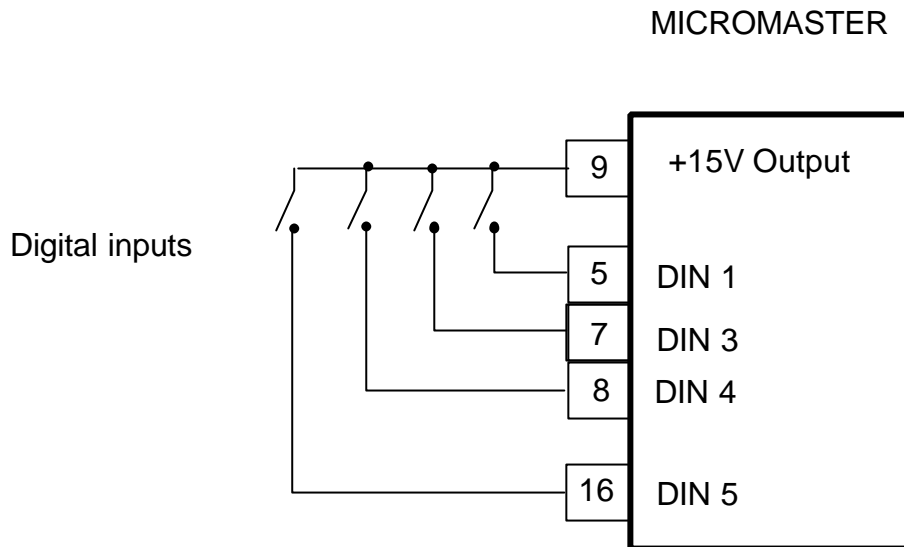 MICROMASTER
9 +15V Output
Digital inputs
5 DIN 1
7 DIN 3
8 DIN 4
16 DIN 5